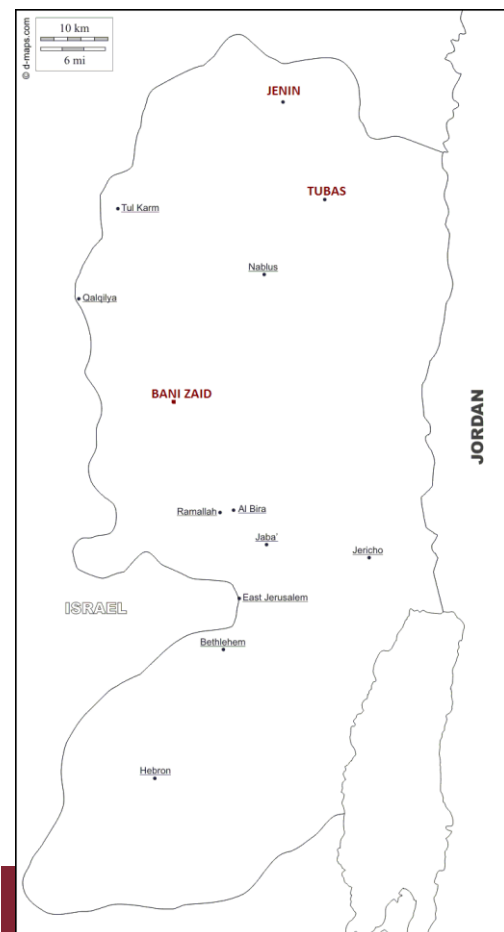 10 km
6 mi
© d-maps.com
JENIN
TUBAS
Tul Karm
Nablus
Qalqilya
BANI ZAID
JORDAN
Ramallah
Al Bira
Jaba'
Jericho
East Jerusalem
ISRAEL
Bethlehem
Hebron